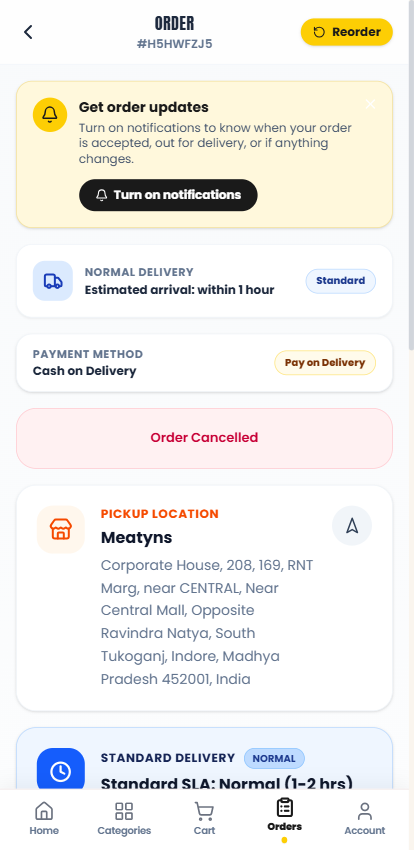 ORDER
#H5HWFZJ5
Reorder
Get order updates
Turn on notifications to know when your order
is accepted, out for delivery, or if anything
changes.
Turn on notifications
NORMAL DELIVERY
Estimated arrival: within 1 hour
Standard
PAYMENT METHOD
Cash on Delivery
Pay on Delivery
Order Cancelled
PICKUP LOCATION
Meatyns
Corporate House, 208, 169, RNT
Marg, near CENTRAL, Near
Central Mall, Opposite
Ravindra Natya, South
Tukoganj, Indore, Madhya
Pradesh 452001, India
STANDARD DELIVERY
NORMAL
Standard SLA: Normal (1-2 hrs)
Home
Categories
Cart
Orders
Account